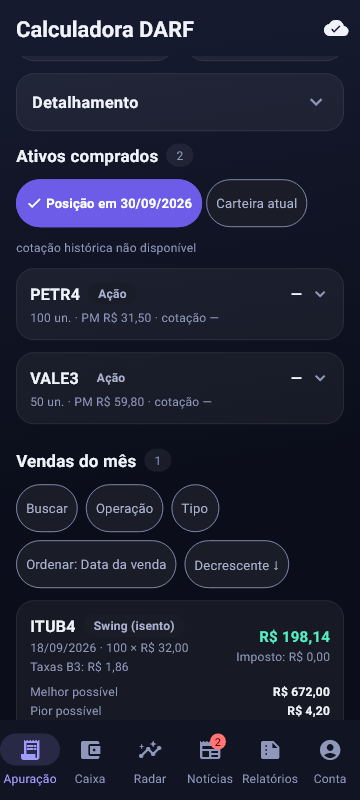 Calculadora DARF
Detalhamento
Ativos comprados 2
Posição em 30/09/2026 Carteira atual
cotação histórica não disponível
PETR4 Ação —
100 un. · PM R$ 31,50 · cotação —
VALE3 Ação —
50 un. · PM R$ 59,80 · cotação —
Vendas do mês 1
Buscar Operação Tipo
Ordenar: Data da venda Decrescente ↓
ITUB4 Swing (isento)
R$ 198,14
18/09/2026 · 100 × R$ 32,00
Imposto: R$ 0,00
Taxas B3: R$ 1,86
Melhor possível R$ 672,00
Pior possível R$ 4,20
2
Apuração Caixa Radar Notícias Relatórios Conta